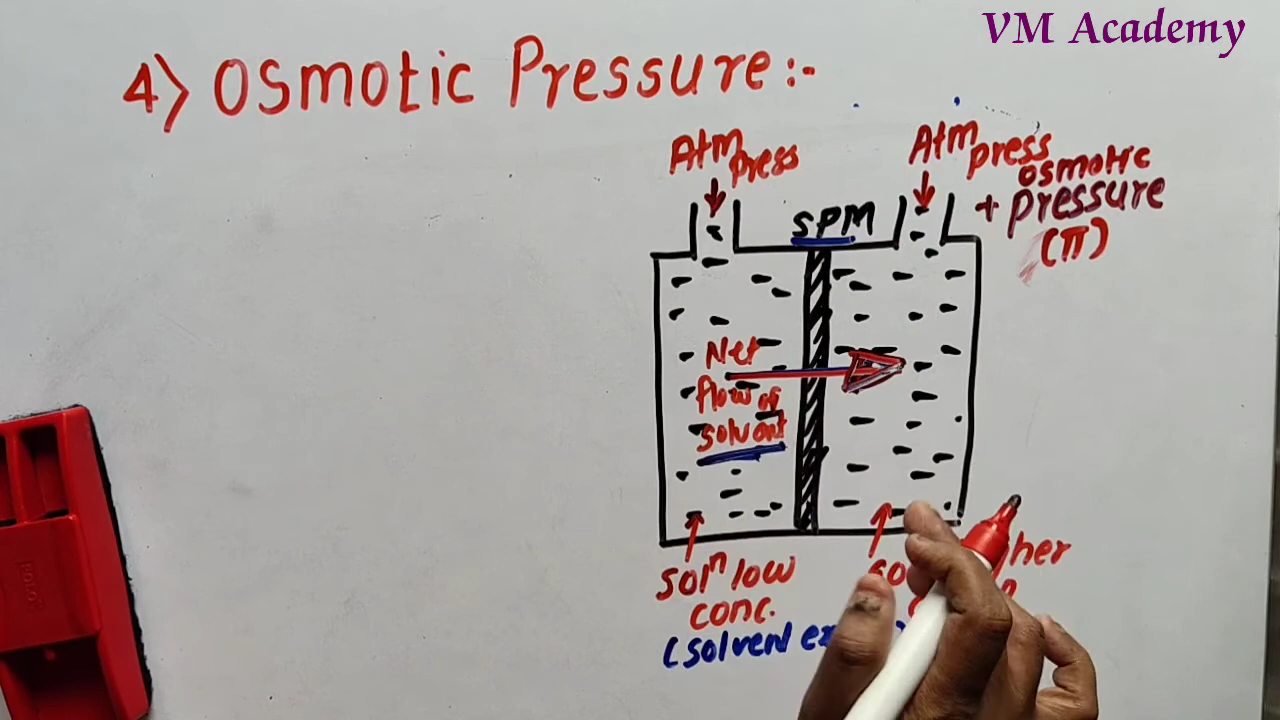 VM Academy
4) Osmotic Pressure:-
Atm press
Atm press
+ osmotic pressure
(π)
SPM
Net
flow of
solvent
solⁿ low
conc.
(solvent